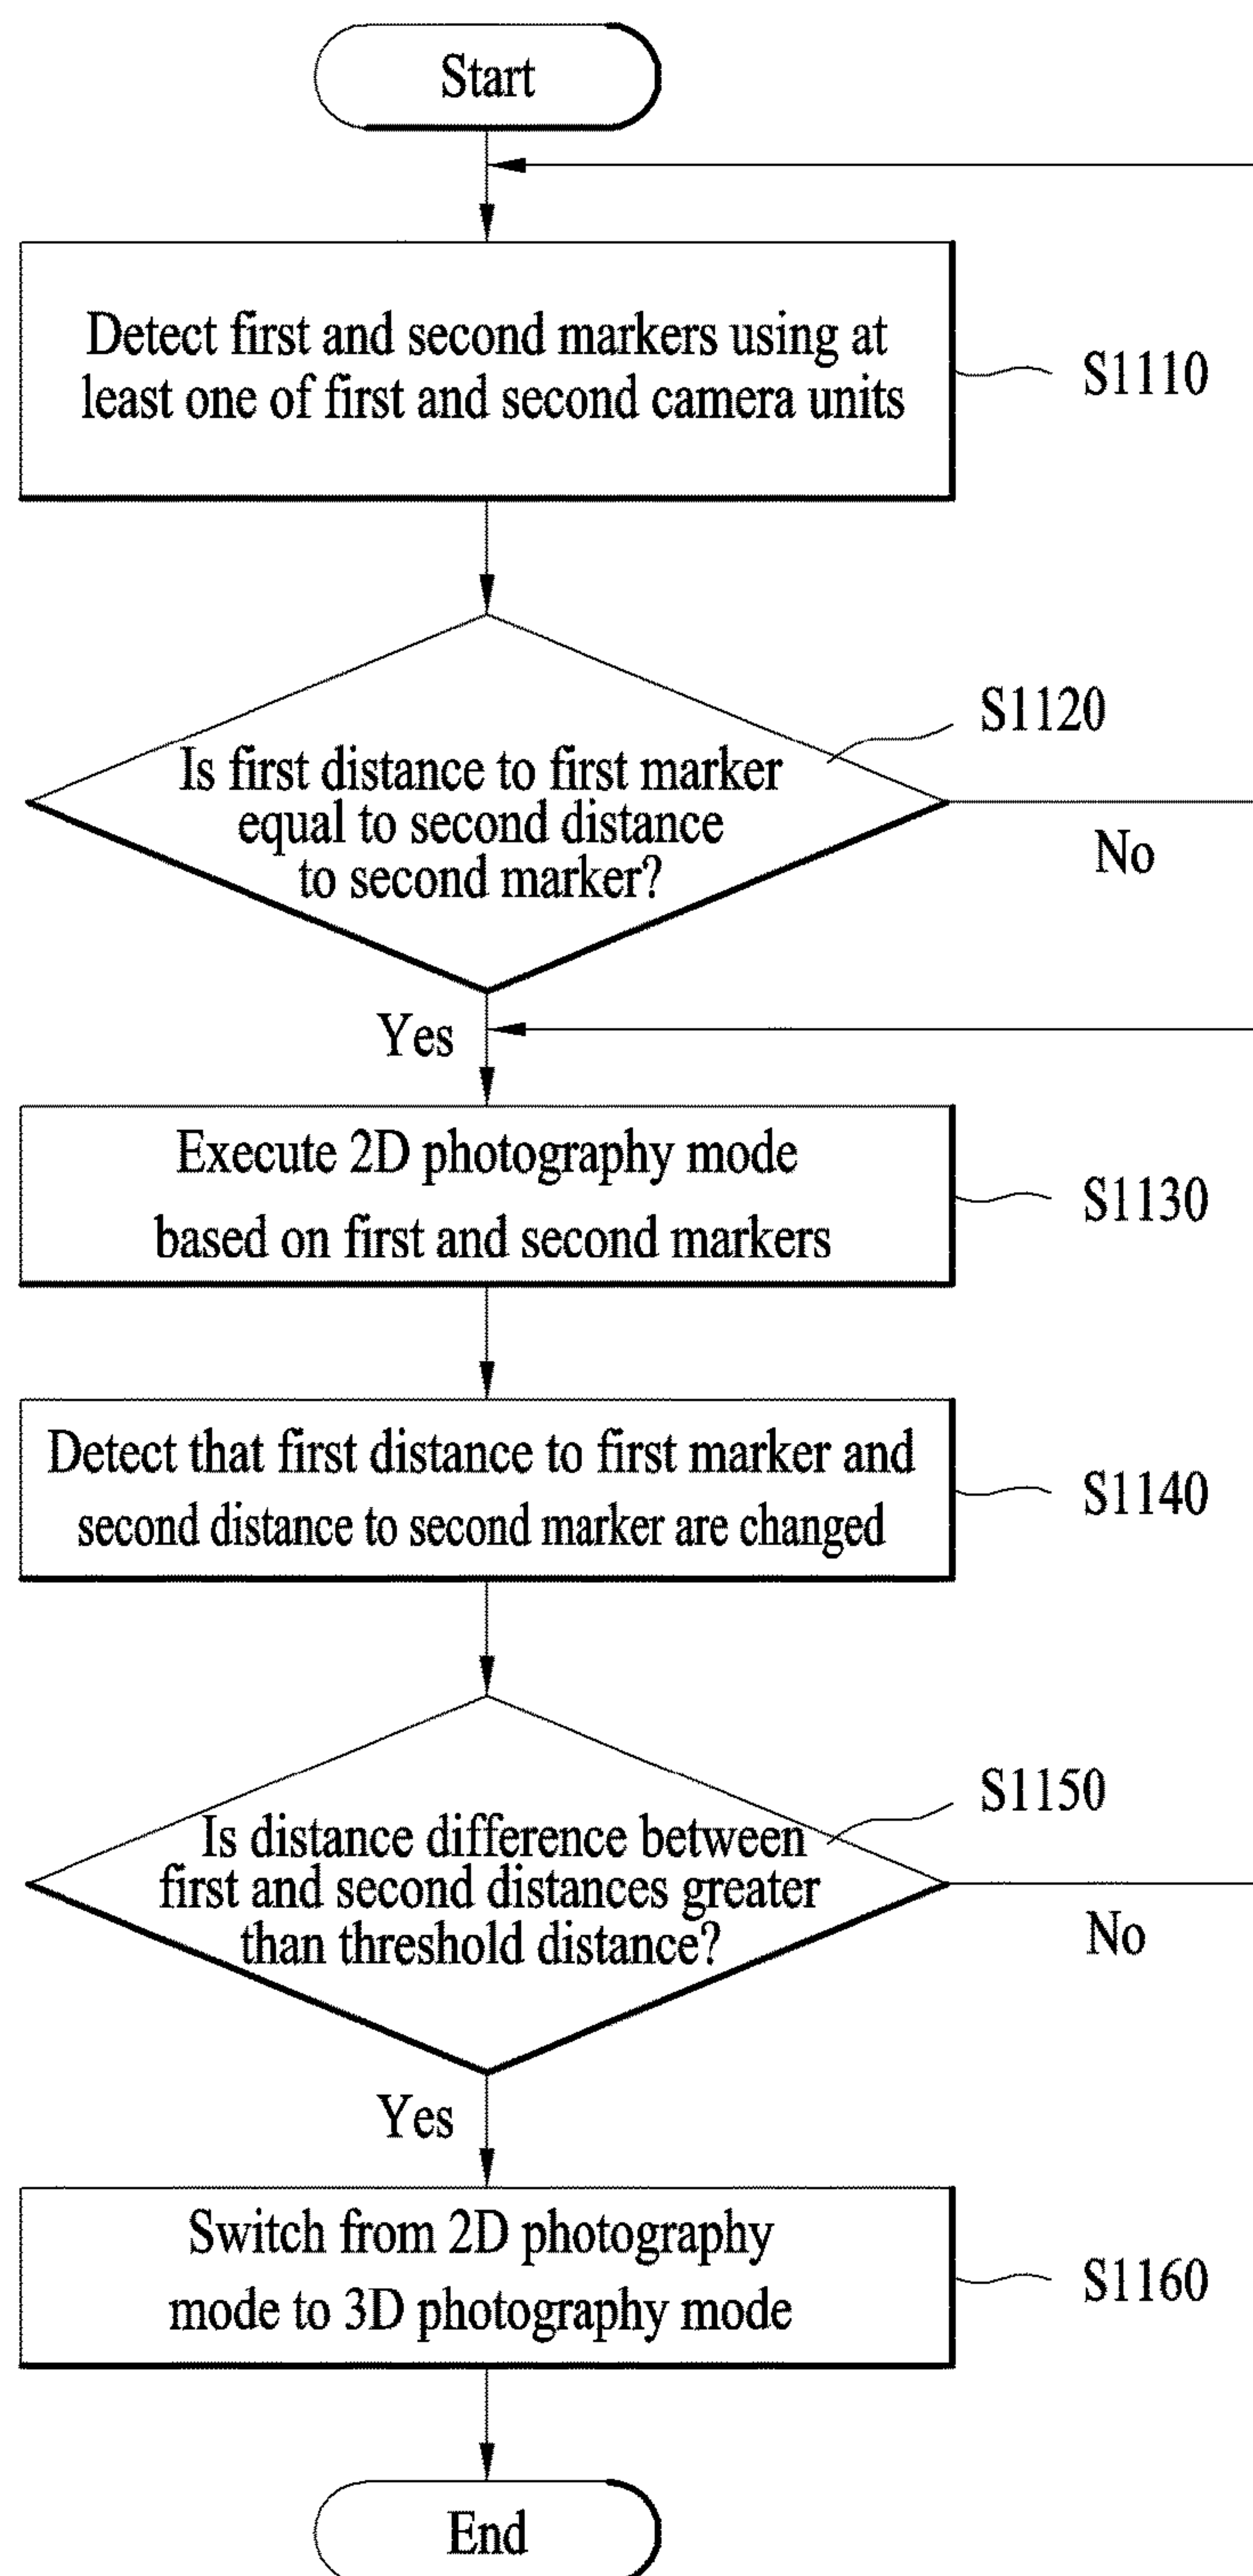 Start
Detect first and second markers using at
least one of first and second camera units
S1110
S1120
Is first distance to first marker
equal to second distance
to second marker?
No
Yes
Execute 2D photography mode
based on first and second markers
S1130
Detect that first distance to first marker and
second distance to second marker are changed
S1140
S1150
Is distance difference between
first and second distances greater
than threshold distance?
No
Yes
Switch from 2D photography
mode to 3D photography mode
S1160
End